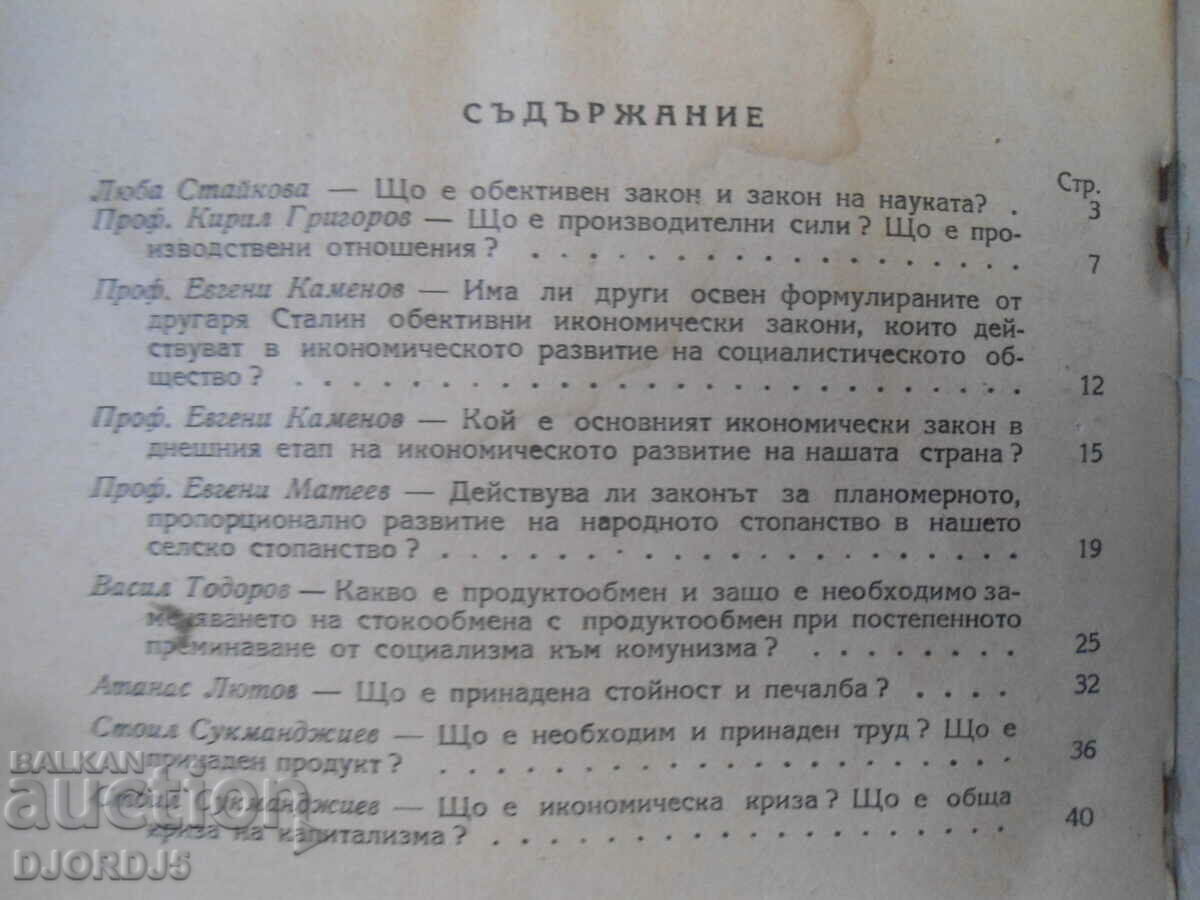 СЪДЪРЖАНИЕ
Стр.
Люба Стайкова — Що е обективен закон и закон на науката? . 3
Проф. Кирил Григоров — Що е производителни сили? Що е про-
изводствени отношения? . . . . . . . . . . . . . . . . . 7
Проф. Евгени Каменов — Има ли други освен формулираните от
другаря Сталин обективни икономически закони, които дей-
ствуват в икономическото развитие на социалистическото об-
щество? . . . . . . . . . . . . . . . . . . . . . . . . 12
Проф. Евгени Каменов — Кой е основният икономически закон в
днешния етап на икономическото развитие на нашата страна? 15
Проф. Евгени Матеев — Действува ли законът за планомерното,
пропорционално развитие на народното стопанство в нашето
селско стопанство? . . . . . . . . . . . . . . . . . . . 19
Васил Тодоров — Какво е продуктообмен и защо е необходимо за-
меняването на стокообмена с продуктообмен при постепенното
преминаване от социализма към комунизма? . . . . . . . . 25
Атанас Лютов — Що е принадена стойност и печалба? . . . . 32
Стоил Сукманджиев — Що е необходим и принаден труд? Що е
принаден продукт? . . . . . . . . . . . . . . . . . . . . 36
Стоил Сукманджиев — Що е икономическа криза? Що е обща
криза на капитализма? . . . . . . . . . . . . . . . . . . 40
BALKAN
auction
DJORDJ5